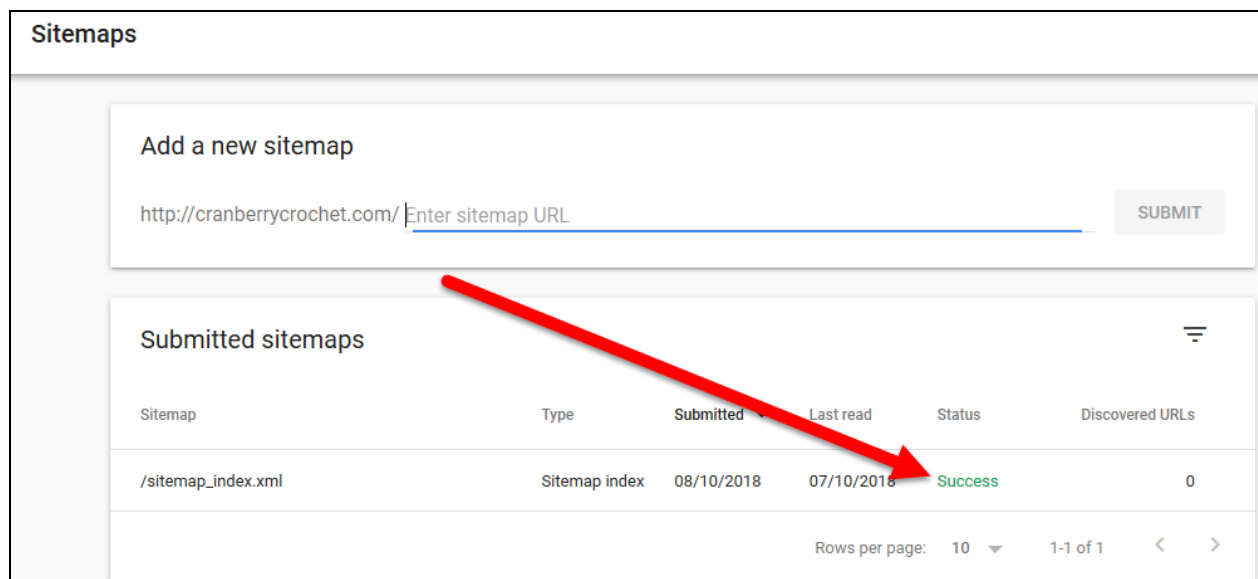 Sitemaps
Add a new sitemap
http://cranberrycrochet.com/ Enter sitemap URL SUBMIT
Submitted sitemaps
Sitemap Type Submitted Last read Status Discovered URLs
/sitemap_index.xml Sitemap index 08/10/2018 07/10/2018 Success 0
Rows per page: 10 1-1 of 1